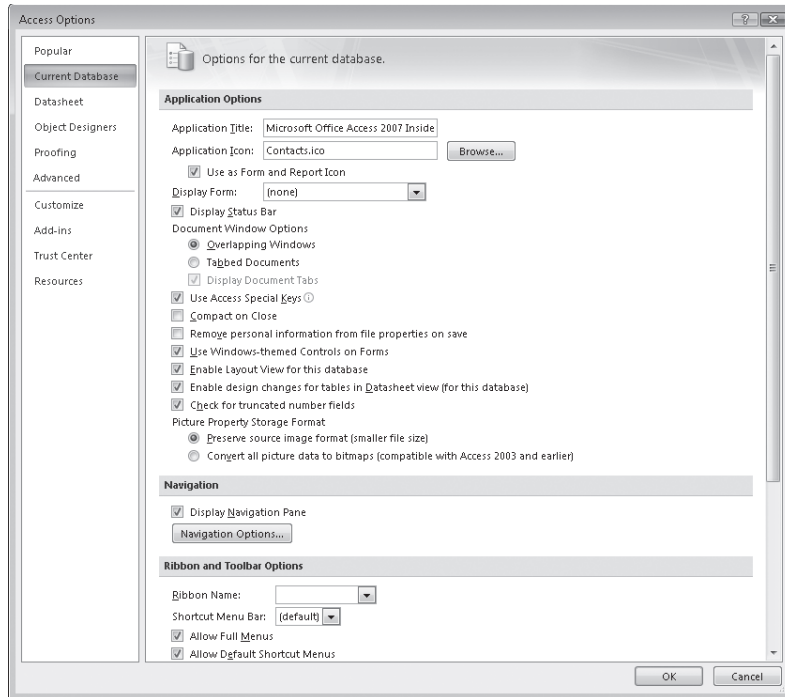 Access Options
Popular
Current Database
Datasheet
Object Designers
Proofing
Advanced
Customize
Add-ins
Trust Center
Resources
Options for the current database.
Application Options
Application Title: Microsoft Office Access 2007 Inside
Application Icon: Contacts.ico Browse...
Use as Form and Report Icon
Display Form: (none)
Display Status Bar
Document Window Options
Overlapping Windows
Tabbed Documents
Display Document Tabs
Use Access Special Keys
Compact on Close
Remove personal information from file properties on save
Use Windows-themed Controls on Forms
Enable Layout View for this database
Enable design changes for tables in Datasheet view (for this database)
Check for truncated number fields
Picture Property Storage Format
Preserve source image format (smaller file size)
Convert all picture data to bitmaps (compatible with Access 2003 and earlier)
Navigation
Display Navigation Pane
Navigation Options...
Ribbon and Toolbar Options
Ribbon Name:
Shortcut Menu Bar: (default)
Allow Full Menus
Allow Default Shortcut Menus
OK Cancel